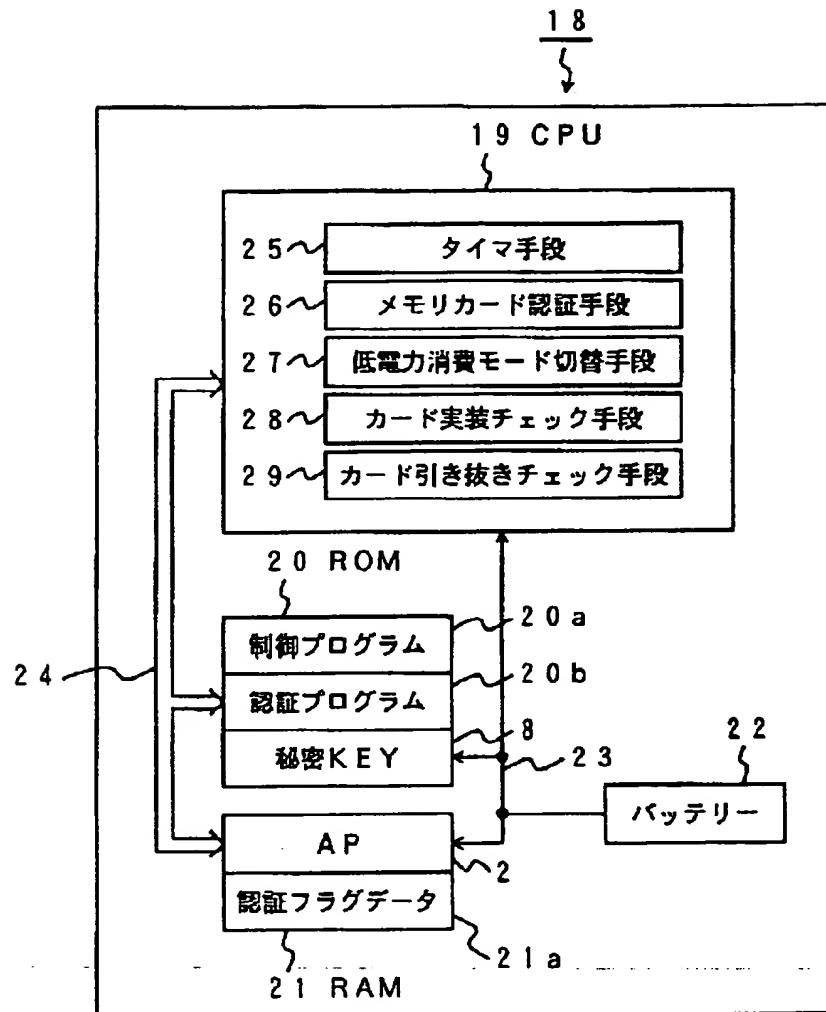 18
19 CPU
25 タイマ手段
26 メモリカード認証手段
27 低電力消費モード切替手段
28 カード実装チェック手段
29 カード引き抜きチェック手段
20 ROM
20a
制御プログラム
24
20b
認証プログラム
8
秘密KEY
23
22
バッテリー
AP
2
認証フラグデータ
21a
21 RAM